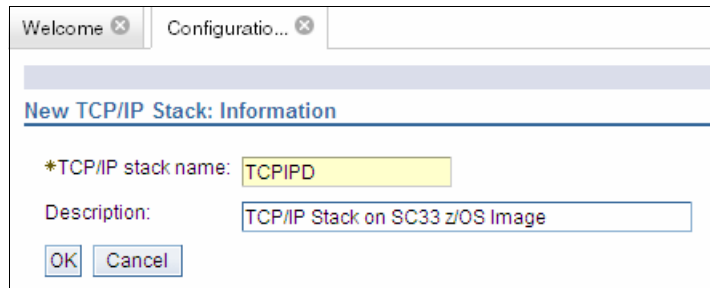 Welcome Configuratio...
New TCP/IP Stack: Information
*TCP/IP stack name: TCPIPD
Description: TCP/IP Stack on SC33 z/OS Image
OK Cancel